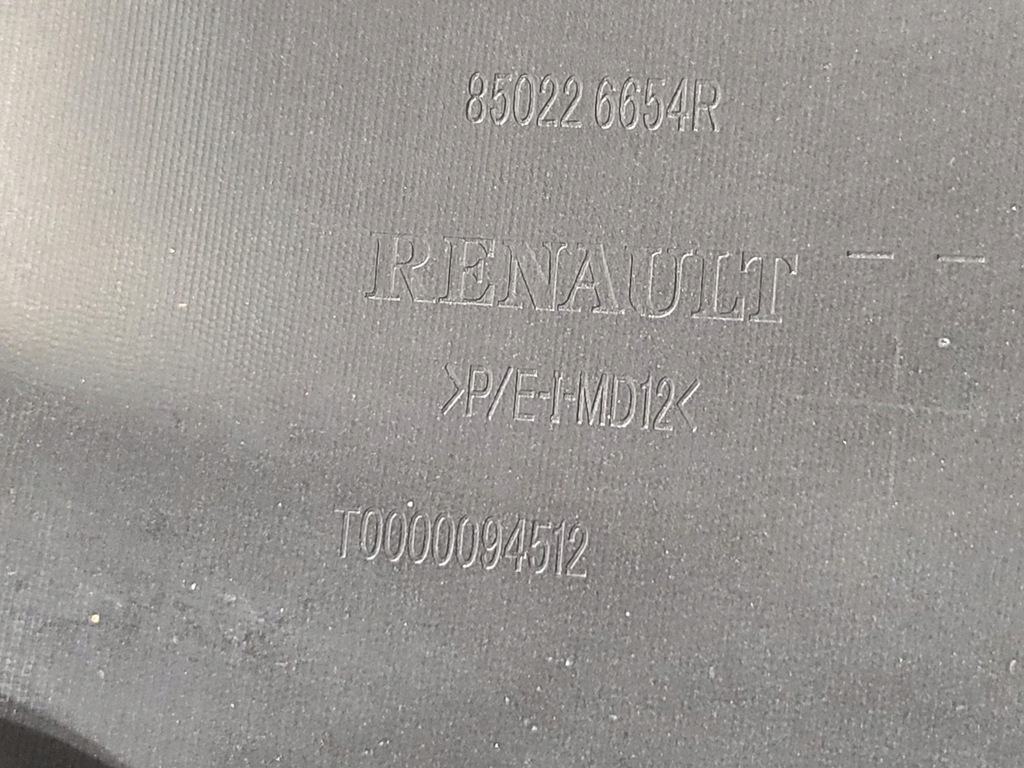 85022 6654R
RENAULT
>P/E-I-MD12<
T0000094512